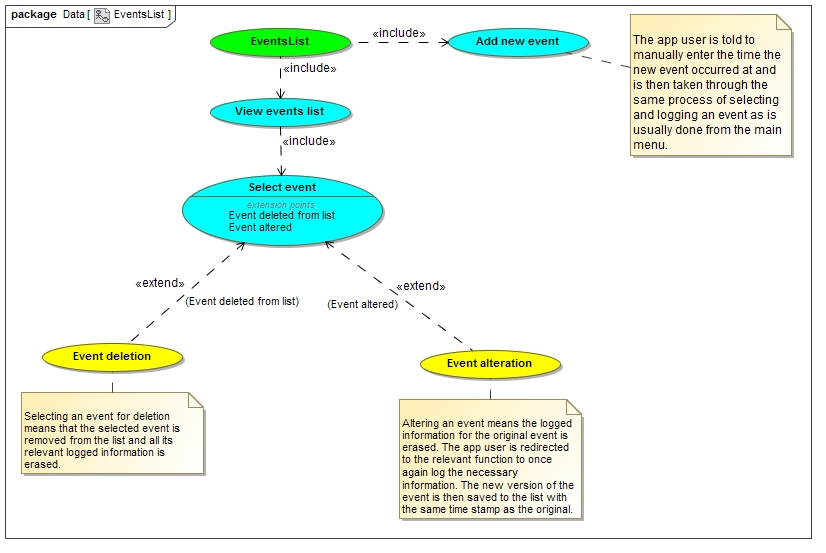 package Data [ EventsList ]
EventsList
«include»
Add new event
The app user is told to
manually enter the time the
new event occurred at and
is then taken through the
same process of selecting
and logging an event as is
usually done from the main
menu.
«include»
View events list
«include»
Select event
extension points
Event deleted from list
Event altered
«extend»
(Event deleted from list)
«extend»
(Event altered)
Event deletion
Selecting an event for deletion
means that the selected event is
removed from the list and all its
relevant logged information is
erased.
Event alteration
Altering an event means the logged
information for the original event is
erased. The app user is redirected
to the relevant function to once
again log the necessary
information. The new version of the
event is then saved to the list with
the same time stamp as the original.